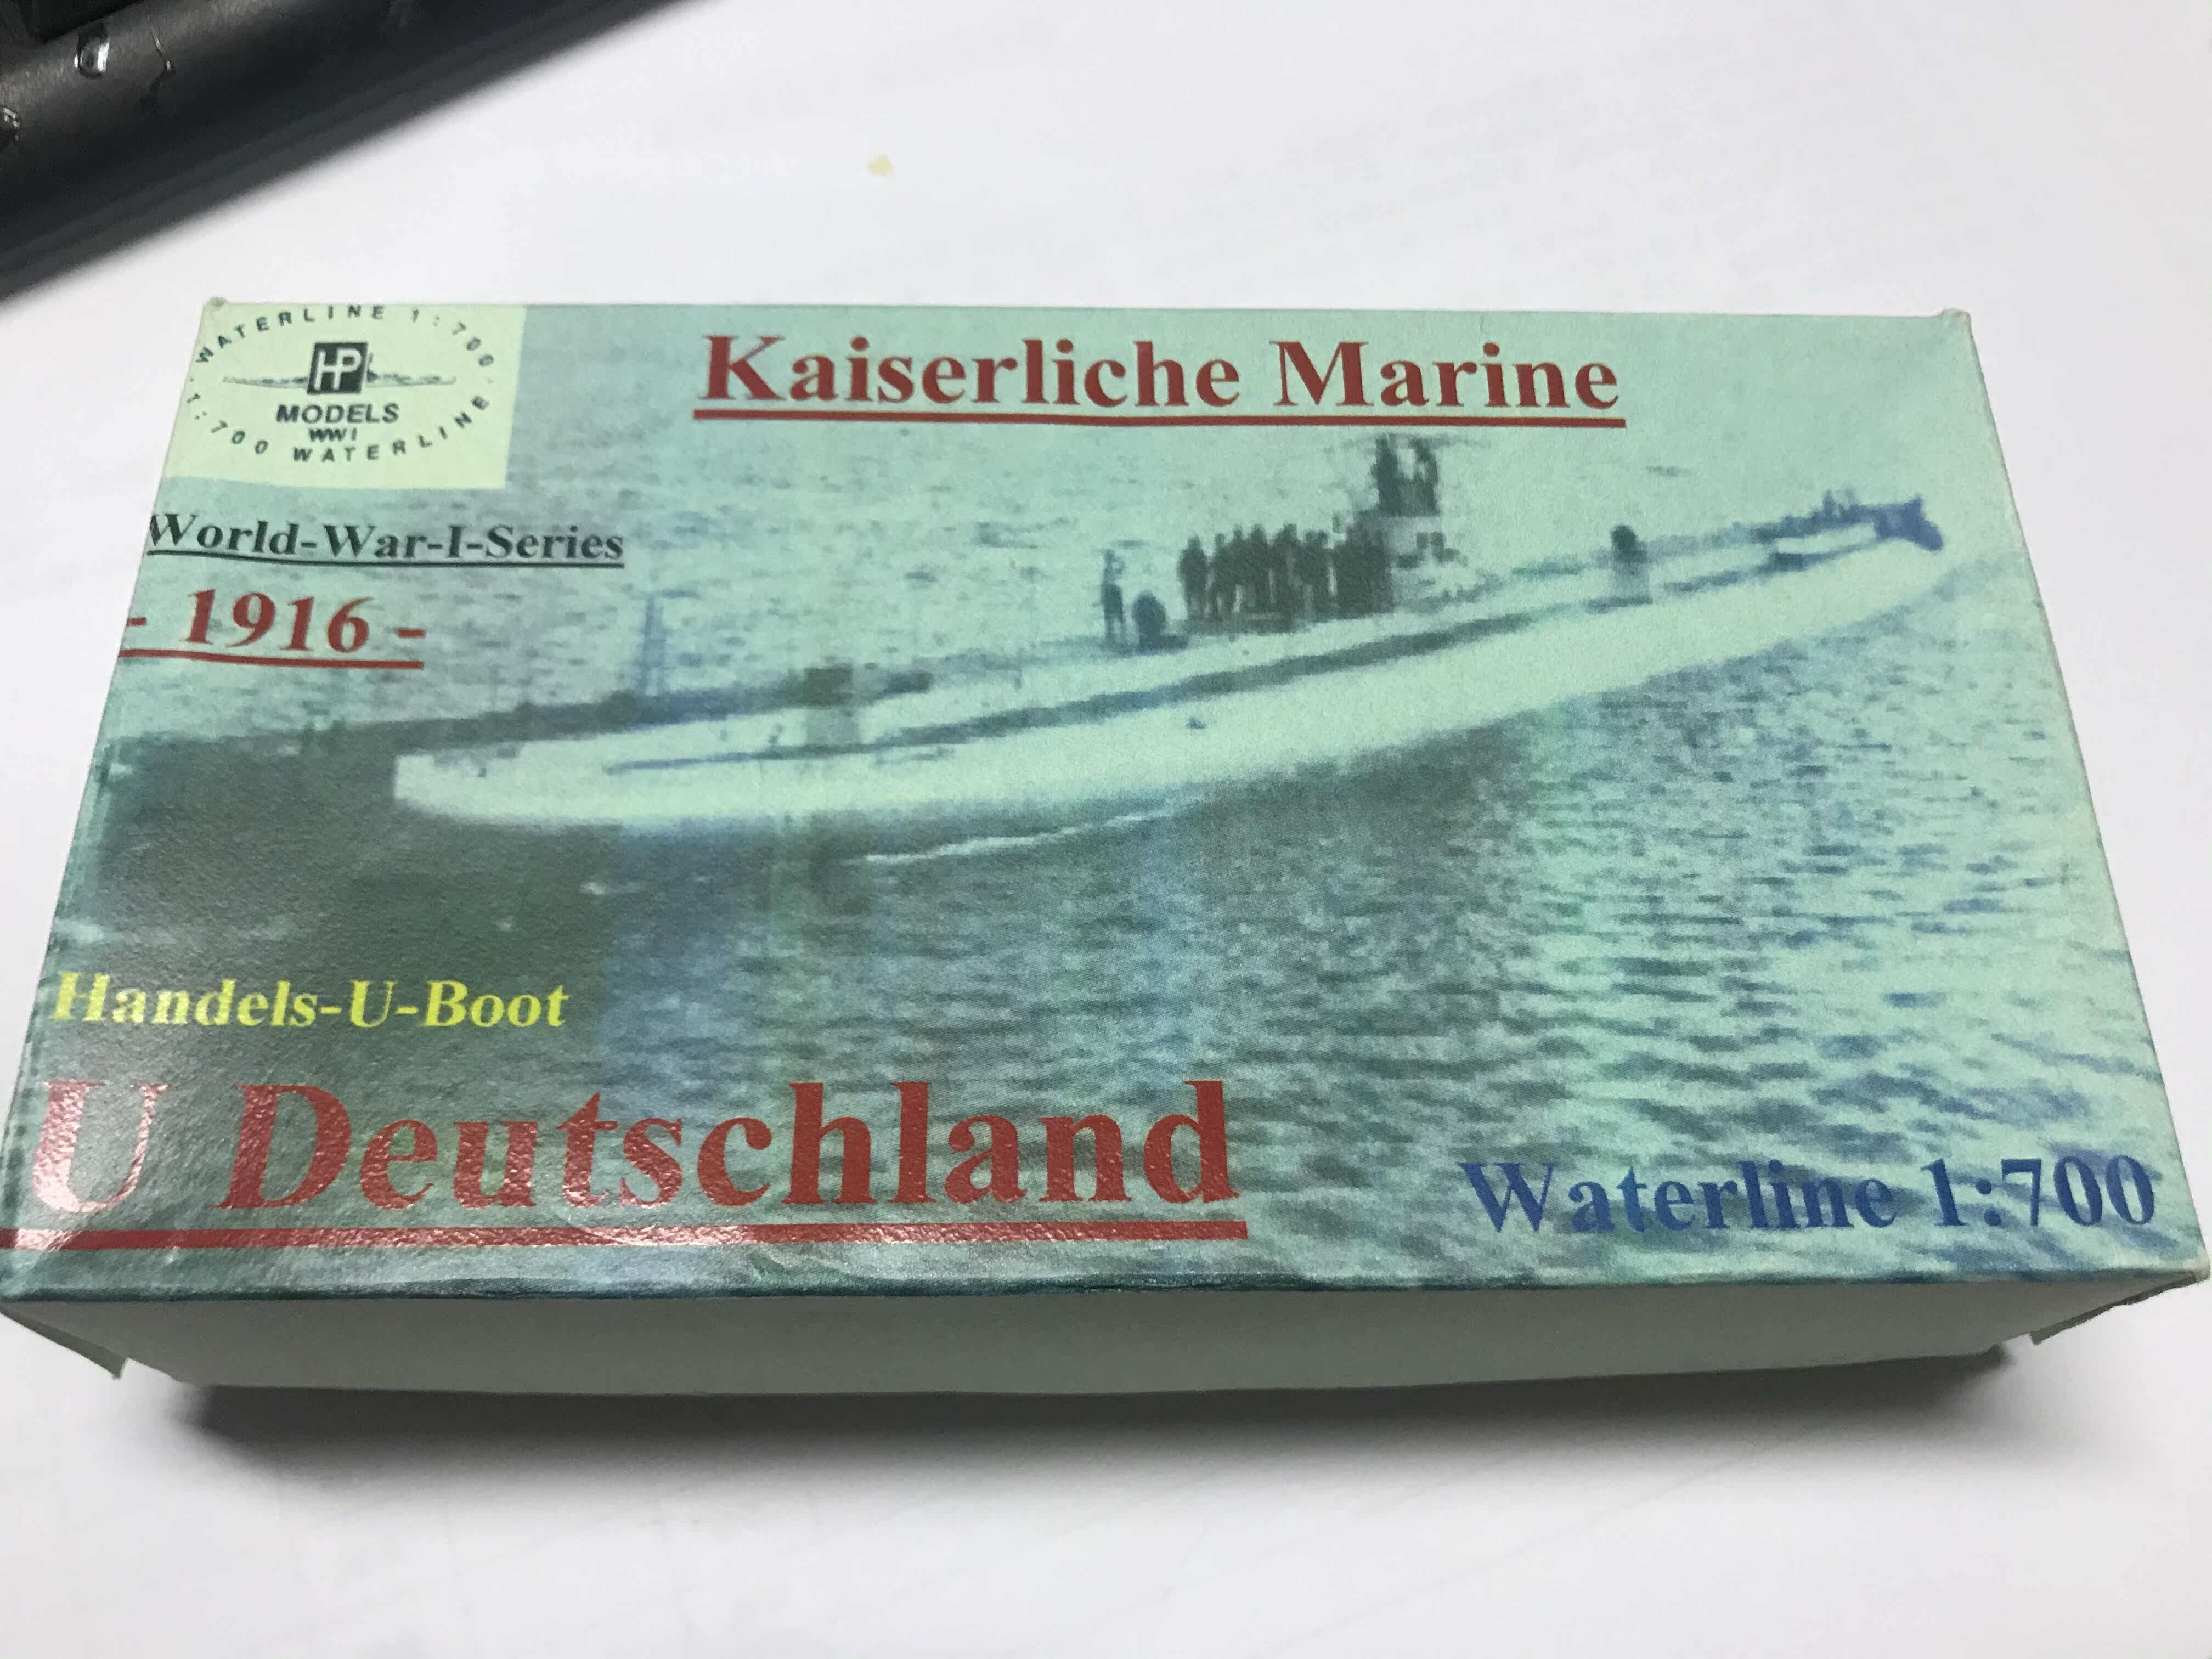 WATERLINE 1:700
HP
MODELS
WWI
1:700 WATERLINE
Kaiserliche Marine
World-War-I-Series
- 1916 -
Handels-U-Boot
U Deutschland
Waterline 1:700